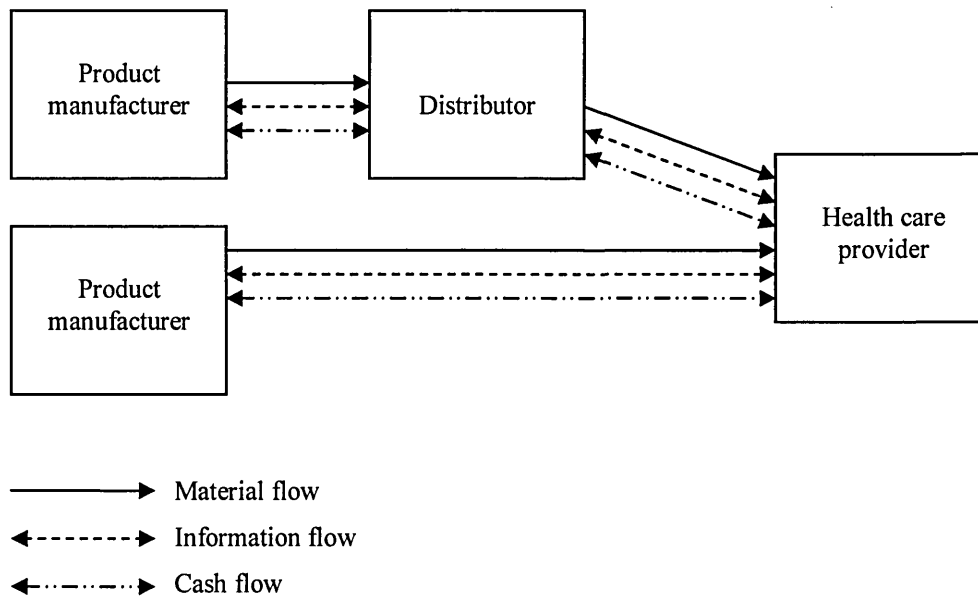 Product
manufacturer
Distributor
Health care
provider
Product
manufacturer
Material flow
Information flow
Cash flow